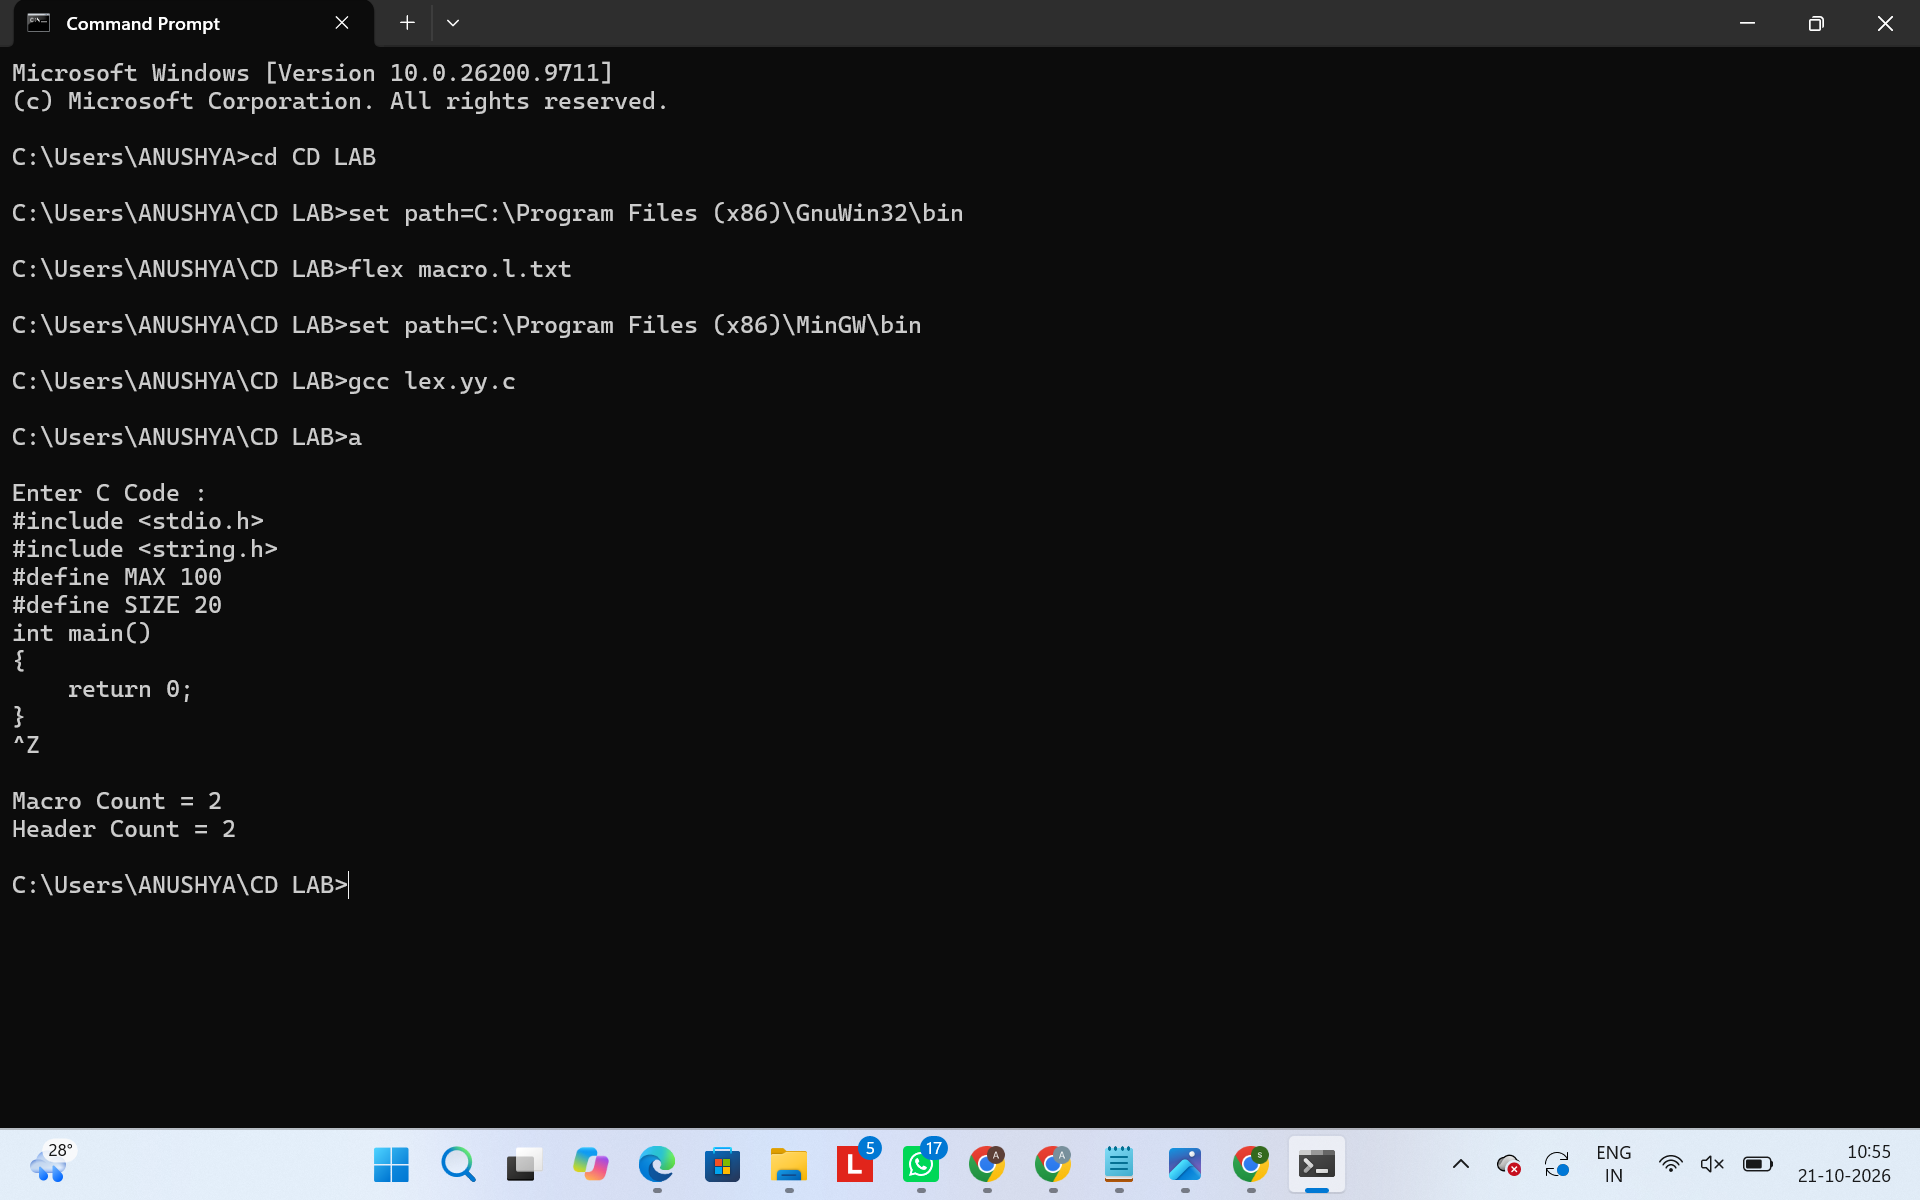 Command Prompt
Microsoft Windows [Version 10.0.26200.9711]
(c) Microsoft Corporation. All rights reserved.
C:\Users\ANUSHYA>cd CD LAB
C:\Users\ANUSHYA\CD LAB>set path=C:\Program Files (x86)\GnuWin32\bin
C:\Users\ANUSHYA\CD LAB>flex macro.l.txt
C:\Users\ANUSHYA\CD LAB>set path=C:\Program Files (x86)\MinGW\bin
C:\Users\ANUSHYA\CD LAB>gcc lex.yy.c
C:\Users\ANUSHYA\CD LAB>a
Enter C Code :
#include <stdio.h>
#include <string.h>
#define MAX 100
#define SIZE 20
int main()
{
    return 0;
}
^Z
Macro Count = 2
Header Count = 2
C:\Users\ANUSHYA\CD LAB>
28°
L 5
17
A
A
s
ENG
IN
10:55
21-10-2026